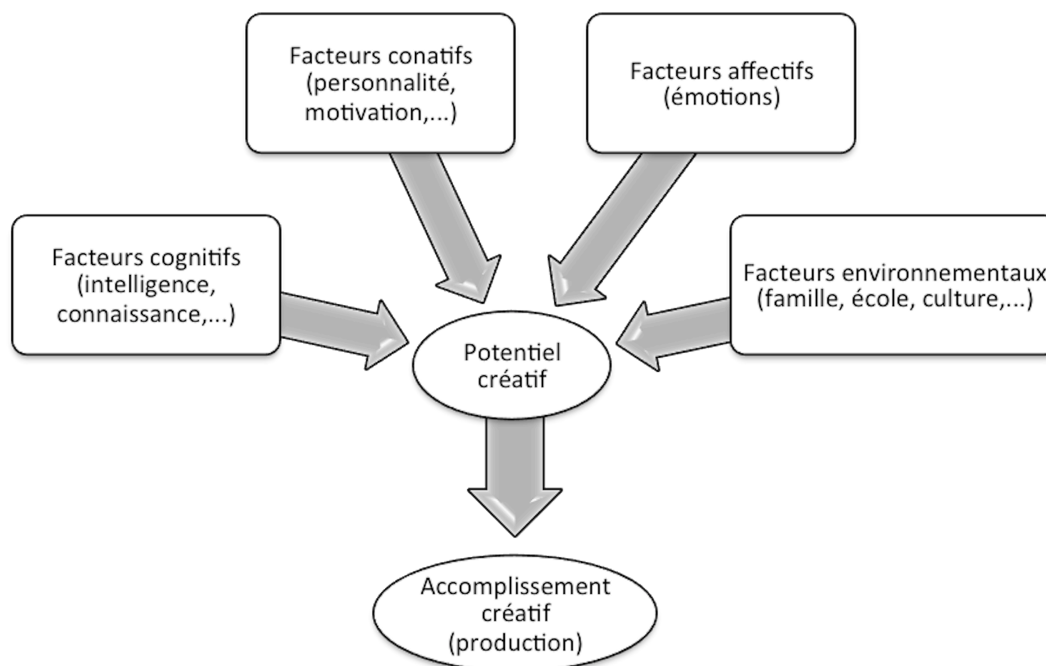 Facteurs conatifs
(personnalité,
motivation,...)
Facteurs affectifs
(émotions)
Facteurs cognitifs
(intelligence,
connaissance,...)
Facteurs environnementaux
(famille, école, culture,...)
Potentiel
créatif
Accomplissement
créatif
(production)